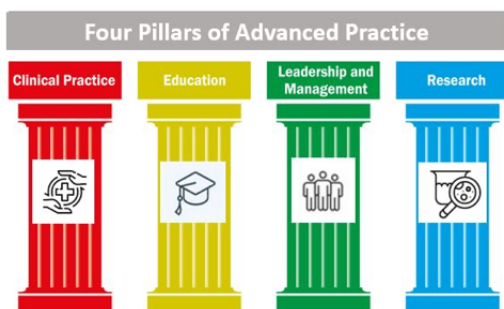 Four Pillars of Advanced Practice
Clinical Practice
Education
Leadership and
Management
Research